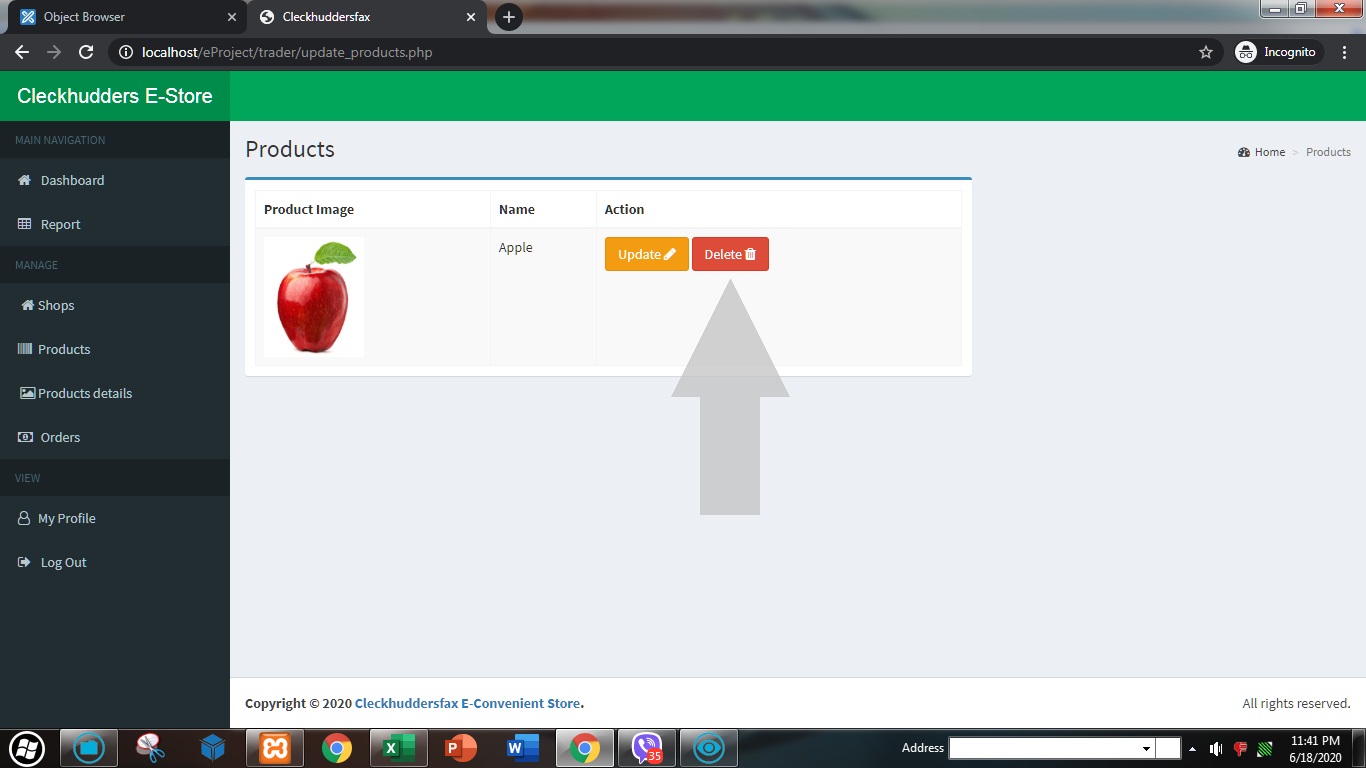 Object Browser
Cleckhuddersfax
localhost/eProject/trader/update_products.php
Incognito
Cleckhudders E-Store
MAIN NAVIGATION
Dashboard
Report
MANAGE
Shops
Products
Products details
Orders
VIEW
My Profile
Log Out
Products
Home > Products
Product Image Name Action
Apple Update Delete
Copyright © 2020 Cleckhuddersfax E-Convenient Store.
All rights reserved.
Address
35
11:41 PM
6/18/2020